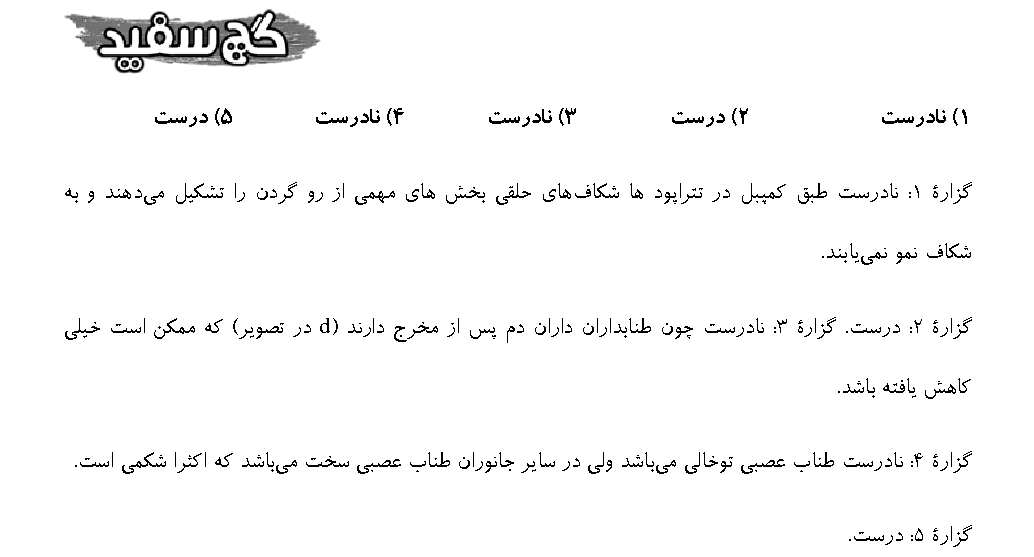 گچ سفید
۱) نادرست ۲) درست ۳) نادرست ۴) نادرست ۵) درست
گزارهٔ ۱: نادرست طبق کمپبل در تتراپود ها شکاف‌های حلقی بخش های مهمی از رو گردن را تشکیل می‌دهند و به
شکاف نمو نمی‌یابند.
گزارهٔ ۲: درست. گزارهٔ ۳: نادرست چون طنابداران داران دم پس از مخرج دارند (d در تصویر) که ممکن است خیلی
کاهش یافته باشد.
گزارهٔ ۴: نادرست طناب عصبی توخالی می‌باشد ولی در سایر جانوران طناب عصبی سخت می‌باشد که اکثرا شکمی است.
گزارهٔ ۵: درست.